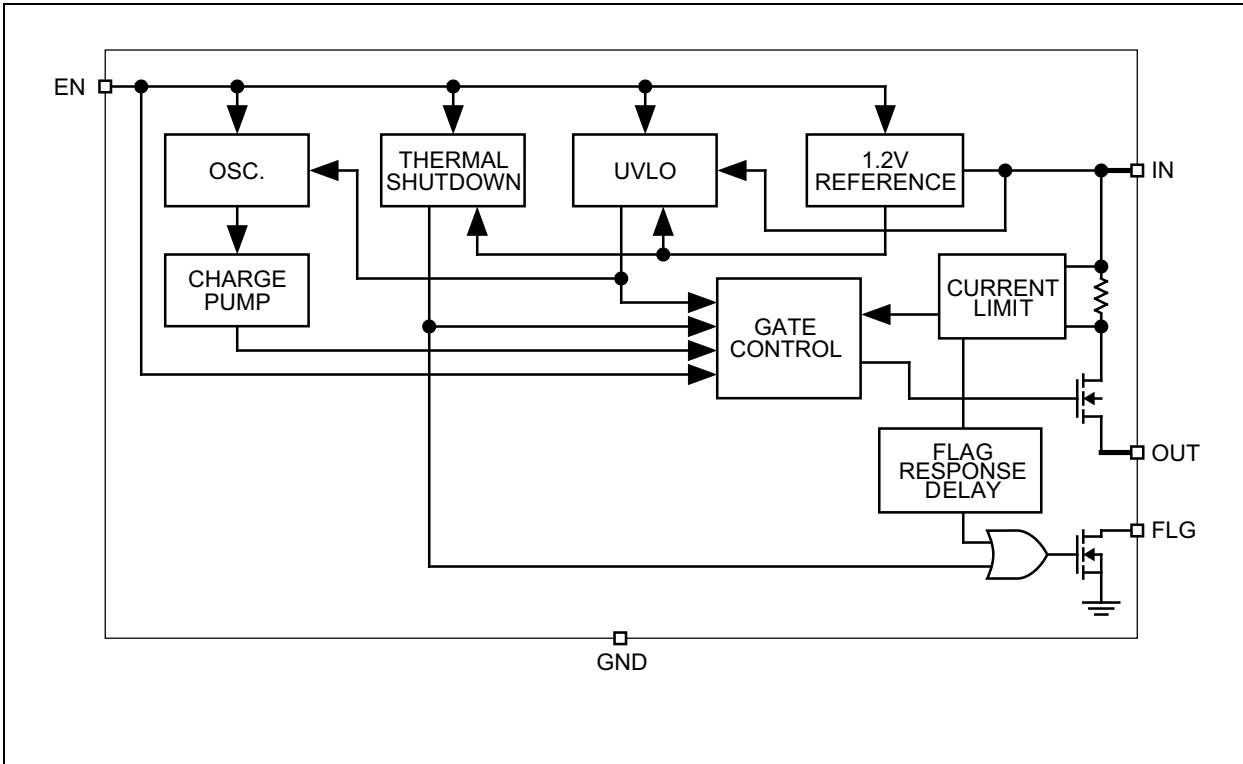 EN
OSC.
THERMAL
SHUTDOWN
UVLO
1.2V
REFERENCE
IN
CHARGE
PUMP
GATE
CONTROL
CURRENT
LIMIT
FLAG
RESPONSE
DELAY
OUT
FLG
GND